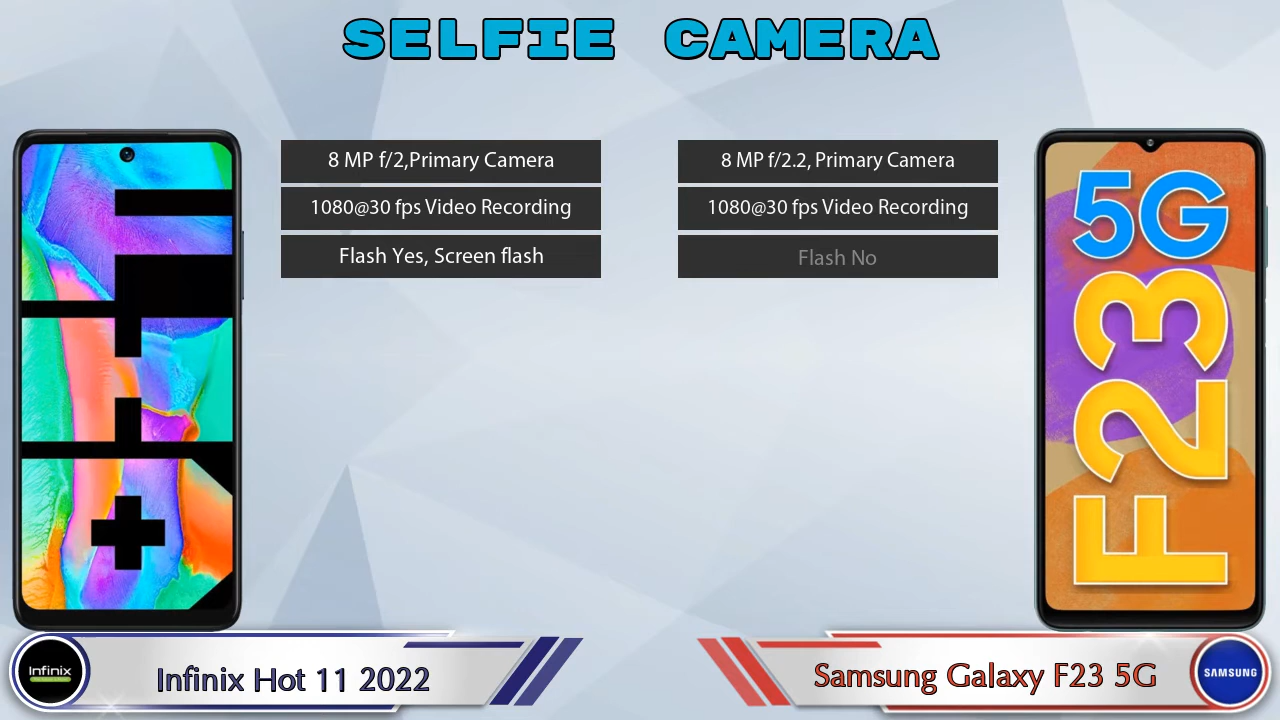 SELFIE CAMERA
8 MP f/2,Primary Camera
1080@30 fps Video Recording
Flash Yes, Screen flash
8 MP f/2.2, Primary Camera
1080@30 fps Video Recording
Flash No
5G
F23
Infinix
Infinix Hot 11 2022
Samsung Galaxy F23 5G
SAMSUNG